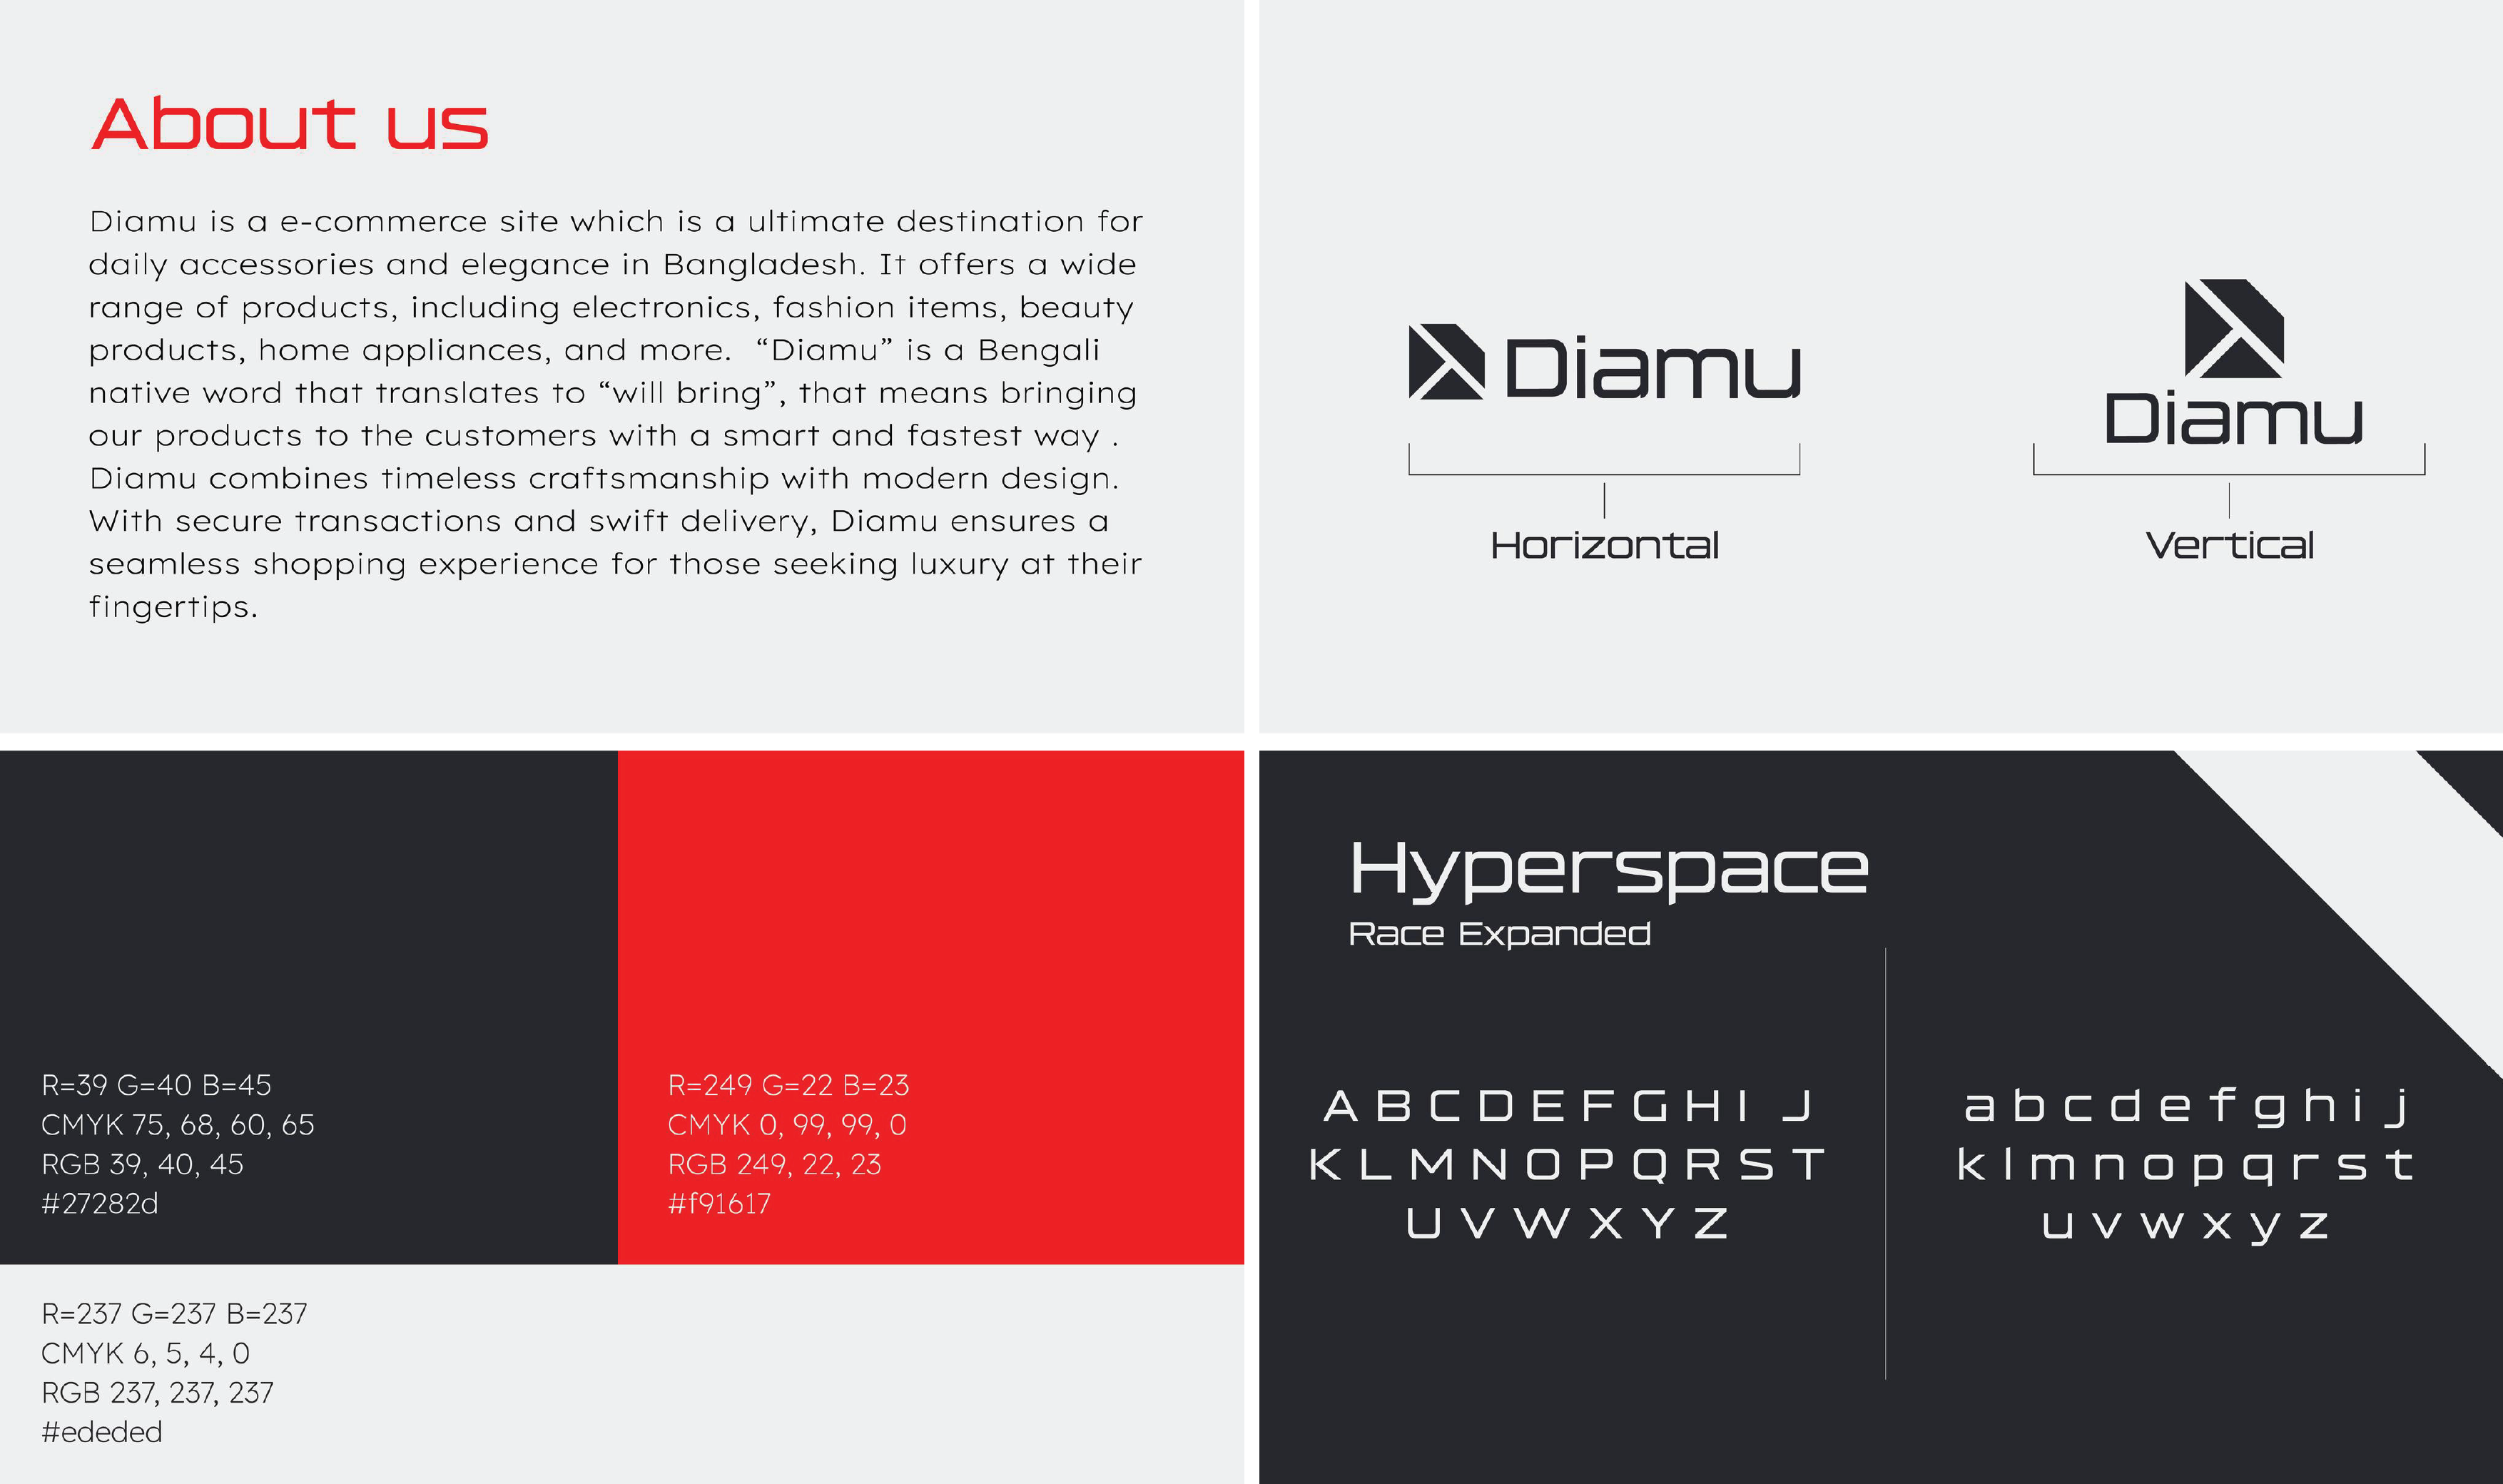 About us
Diamu is a e-commerce site which is a ultimate destination for
daily accessories and elegance in Bangladesh. It offers a wide
range of products, including electronics, fashion items, beauty
products, home appliances, and more.  “Diamu” is a Bengali
native word that translates to “will bring”, that means bringing
our products to the customers with a smart and fastest way .
Diamu combines timeless craftsmanship with modern design.
With secure transactions and swift delivery, Diamu ensures a
seamless shopping experience for those seeking luxury at their
fingertips.
Diamu
Horizontal
Diamu
Vertical
R=39 G=40 B=45
CMYK 75, 68, 60, 65
RGB 39, 40, 45
#27282d
R=249 G=22 B=23
CMYK 0, 99, 99, 0
RGB 249, 22, 23
#f91617
R=237 G=237 B=237
CMYK 6, 5, 4, 0
RGB 237, 237, 237
#ededed
Hyperspace
Race Expanded
A B C D E F G H I J
K L M N O P Q R S T
U V W X Y Z
a b c d e f g h i j
k l m n o p q r s t
u v w x y z